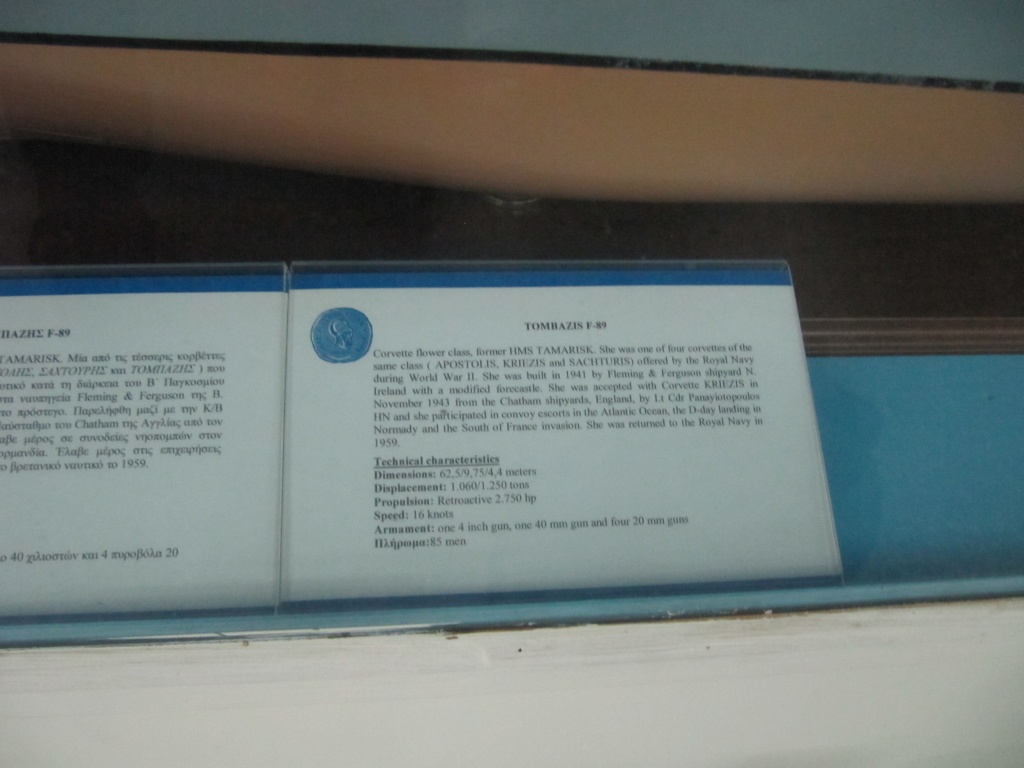 ΠΑΖΗΣ F-89
TAMARISK. Μία από τις τέσσερις κορβέττες
ΣΑΧΤΟΥΡΗΣ και ΤΟΜΠΑΖΗΣ ) που
κατά τη διάρκεια του Β΄ Παγκοσμίου
ναυπηγεία Fleming & Ferguson της Β.
το πρόστεγο. Παρελήφθη μαζί με την Κ/Β
του Chatham της Αγγλίας από τον
μέρος σε συνοδείες νηοπομπών στον
Έλαβε μέρος στις επιχειρήσεις
βρετανικό ναυτικό το 1959.
40 χιλιοστών και 4 πυροβόλα 20
TOMBAZIS F-89
Corvette flower class, former HMS TAMARISK. She was one of four corvettes of the
same class ( APOSTOLIS, KRIEZIS and SACHTURIS) offered by the Royal Navy
during World War II. She was built in 1941 by Fleming & Ferguson shipyard N.
Ireland with a modified forecastle. She was accepted with Corvette KRIEZIS in
November 1943 from the Chatham shipyards, England, by Lt Cdr Panayiotopoulos
HN and she participated in convoy escorts in the Atlantic Ocean, the D-day landing in
Normady and the South of France invasion. She was returned to the Royal Navy in
1959.
Technical characteristics
Dimensions: 62,5/9,75/4,4 meters
Displacement: 1.060/1.250 tons
Propulsion: Retroactive 2.750 hp
Speed: 16 knots
Armament: one 4 inch gun, one 40 mm gun and four 20 mm guns
Πλήρωμα:85 men